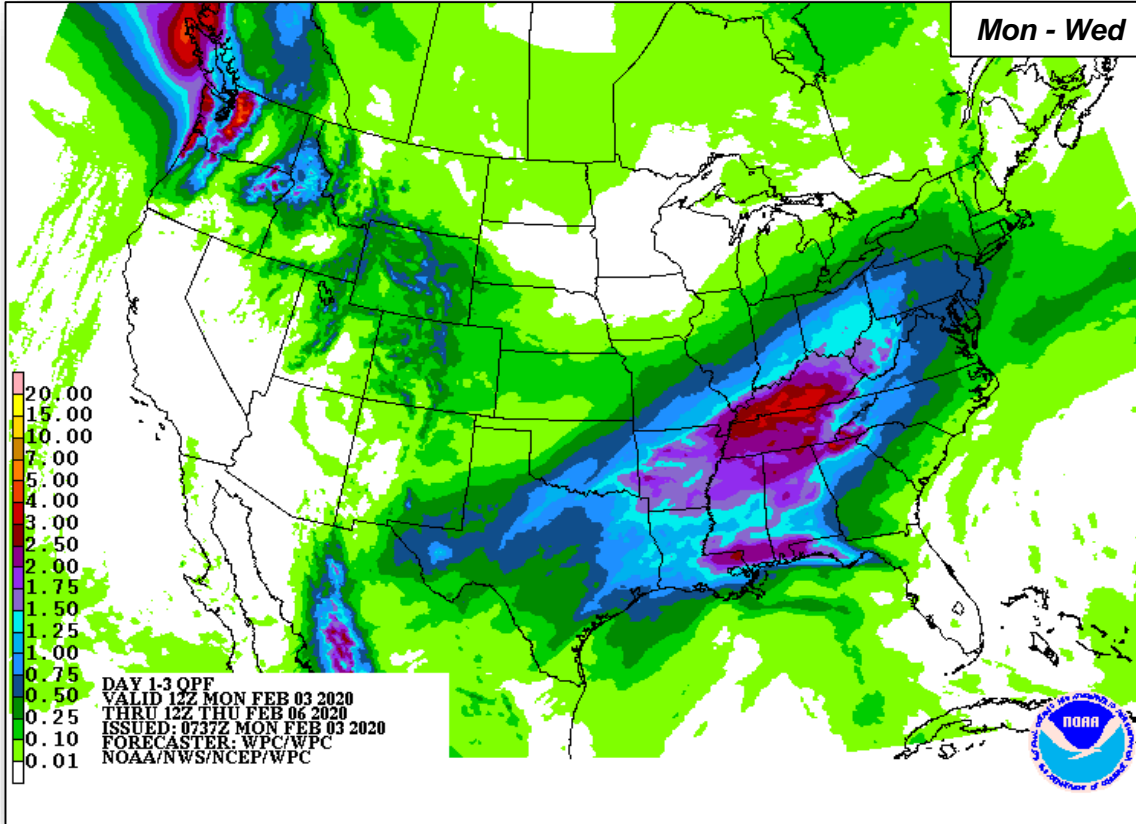 Mon - Wed
20.00
15.00
10.00
7.00
5.00
4.00
3.00
2.50
2.00
1.75
1.50
1.25
1.00
0.75
0.50
0.25
0.10
0.01
DAY 1-3 QPF
VALID 12Z MON FEB 03 2020
THRU 12Z THU FEB 06 2020
ISSUED: 0737Z MON FEB 03 2020
FORECASTER: WPC/WPC
NOAA/NWS/NCEP/WPC
NOAA